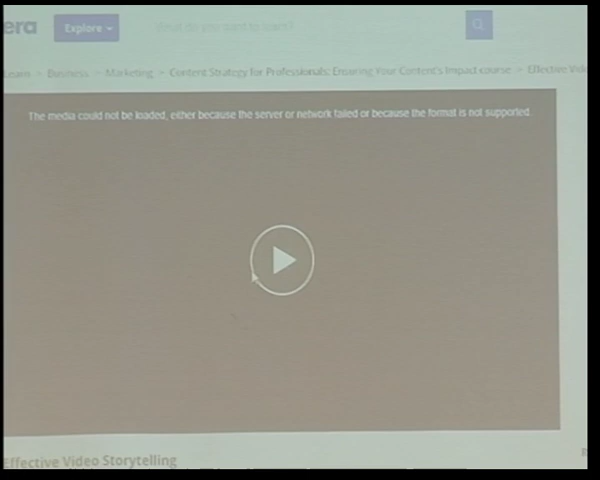 era Explore What do you want to learn?
Learn > Business > Marketing > Content Strategy for Professionals: Ensuring Your Content's Impact course > Effective Vid
The media could not be loaded, either because the server or network failed or because the format is not supported.
Effective Video Storytelling